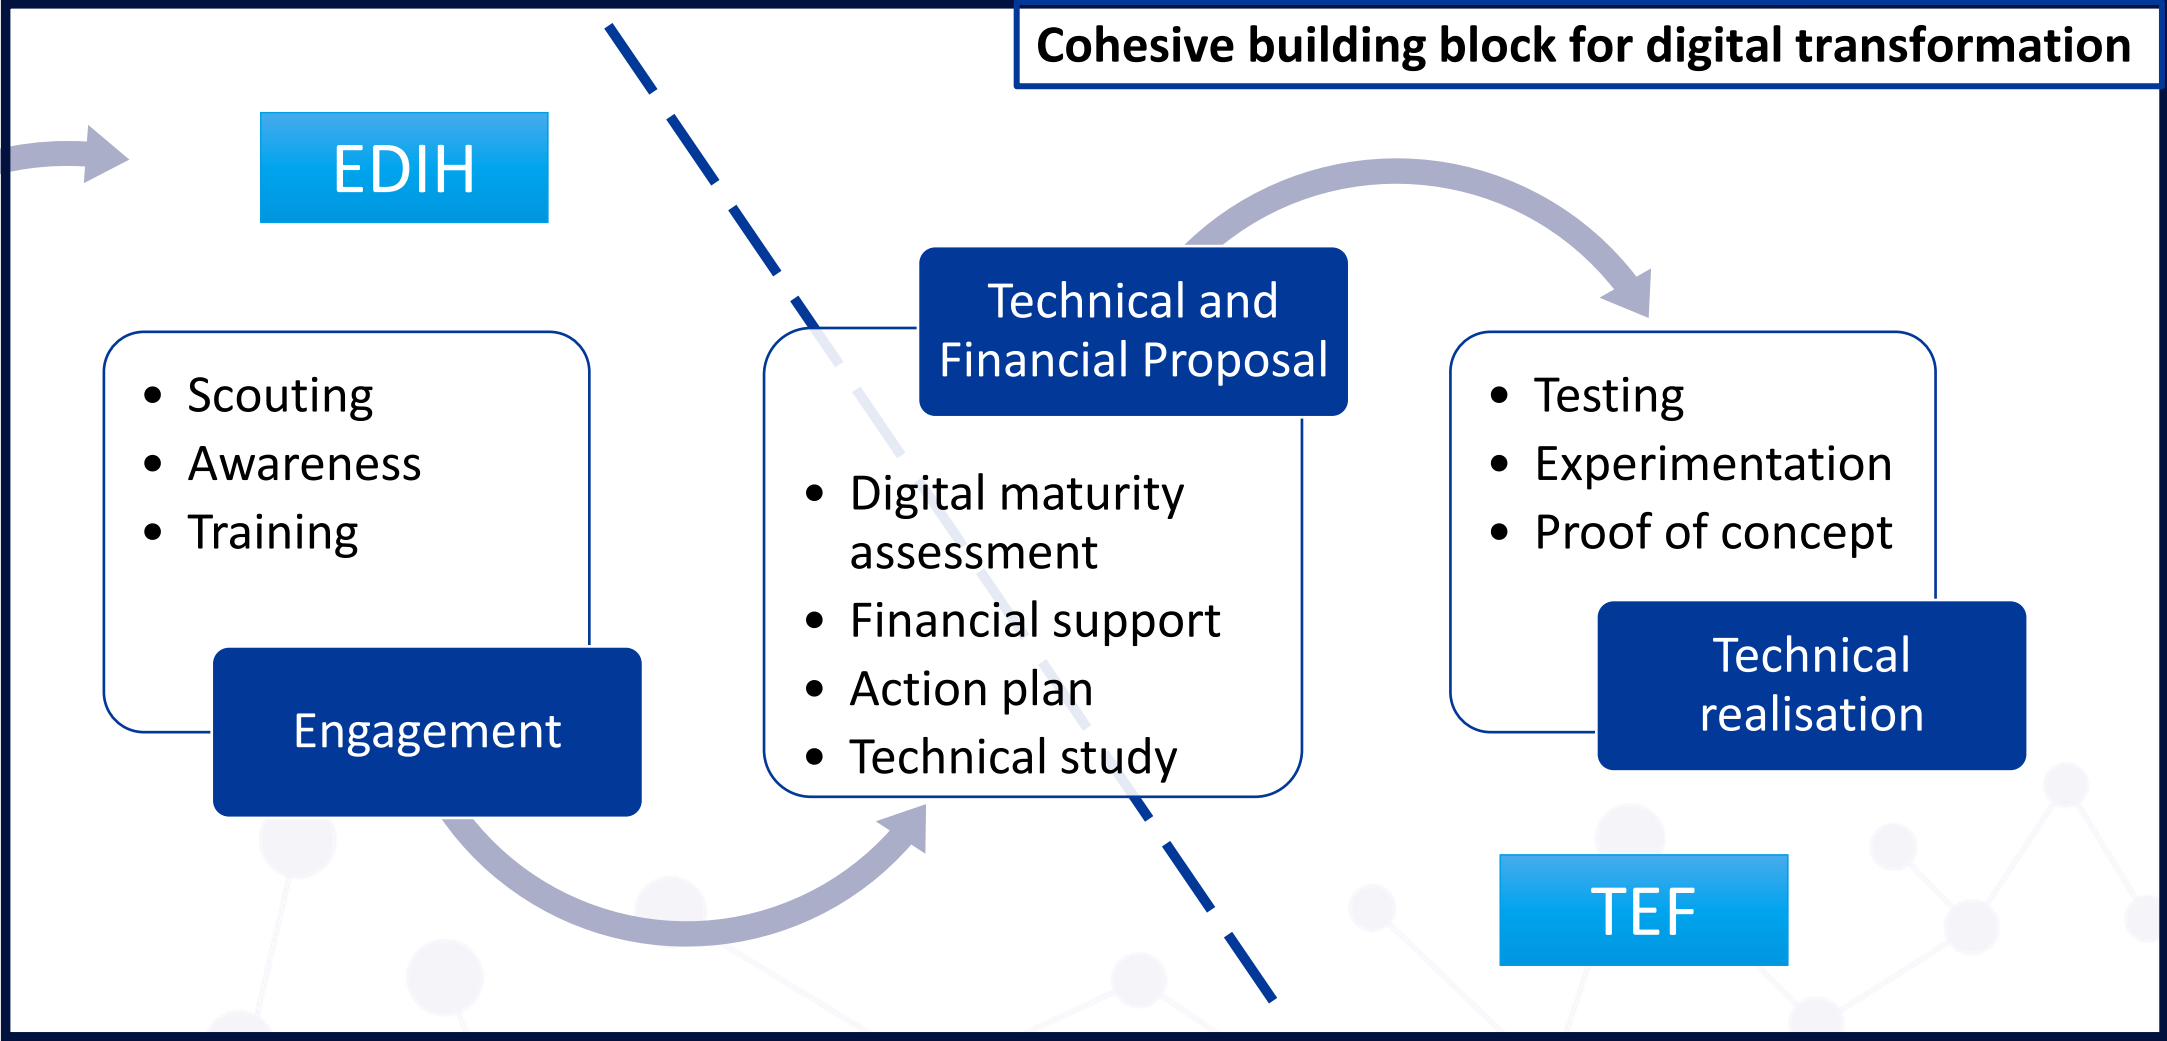 Cohesive building block for digital transformation
EDIH
• Scouting
• Awareness
• Training
Engagement
Technical and
Financial Proposal
• Digital maturity
assessment
• Financial support
• Action plan
• Technical study
• Testing
• Experimentation
• Proof of concept
Technical
realisation
TEF